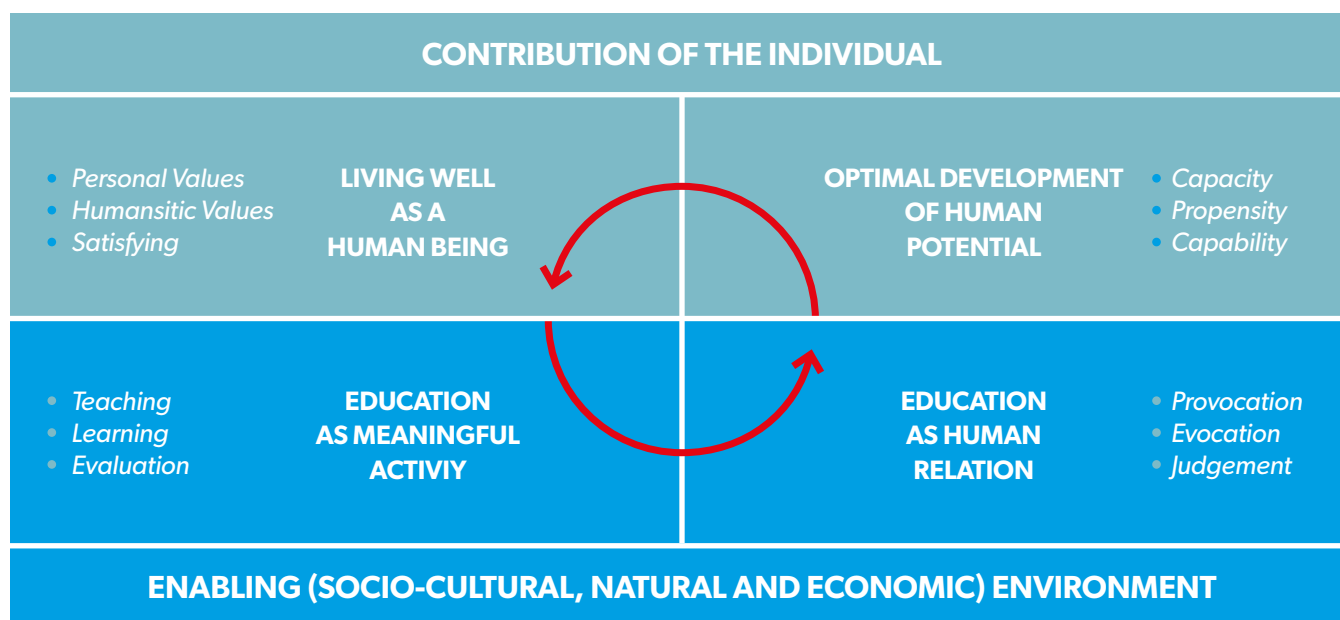 CONTRIBUTION OF THE INDIVIDUAL
Personal Values
Humansitic Values
Satisfying
LIVING WELL
AS A
HUMAN BEING
OPTIMAL DEVELOPMENT
OF HUMAN
POTENTIAL
Capacity
Propensity
Capability
Teaching
Learning
Evaluation
EDUCATION
AS MEANINGFUL
ACTIVIY
EDUCATION
AS HUMAN
RELATION
Provocation
Evocation
Judgement
ENABLING (SOCIO-CULTURAL, NATURAL AND ECONOMIC) ENVIRONMENT